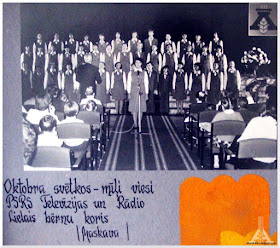 Oktobra svētkos - mīļi viesi
PSRS Televīzijas un Radio
Lielais bērnu koris
/Maskava/